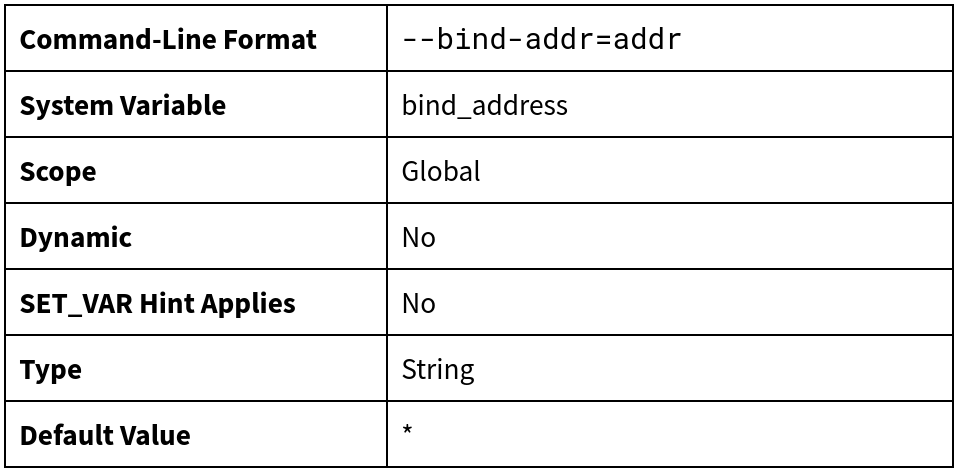 Command-Line Format --bind-addr=addr
System Variable bind_address
Scope Global
Dynamic No
SET_VAR Hint Applies No
Type String
Default Value *